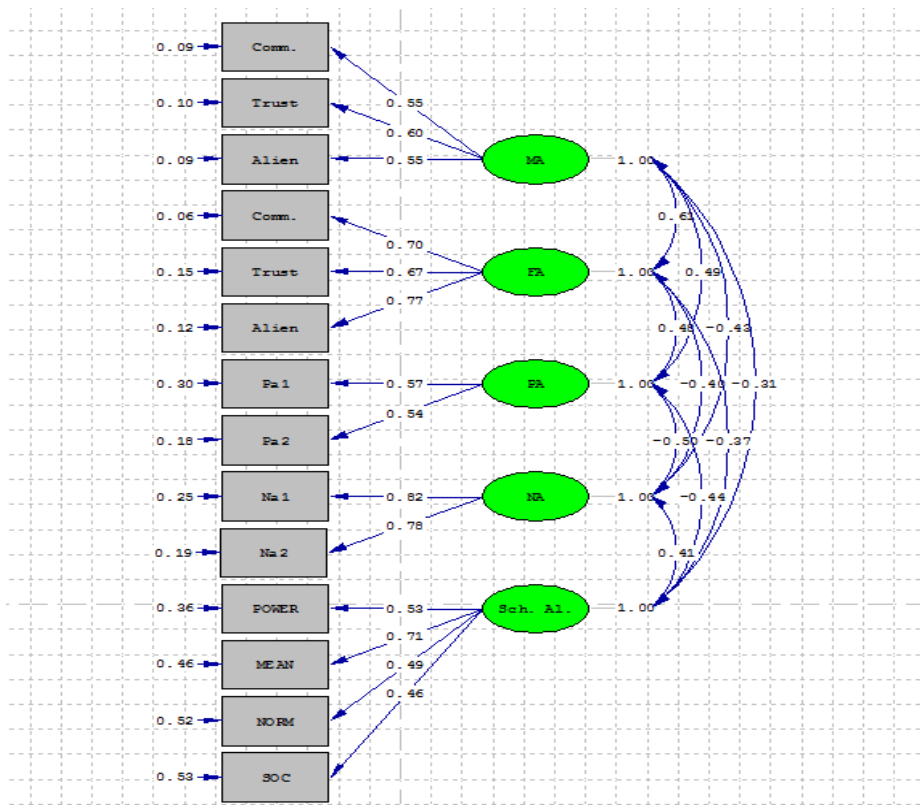 0.09 Comm.
0.10 Trust 0.55
0.60
0.09 Alien 0.55 MA 1.00
0.06 Comm. 0.61
0.70
0.15 Trust 0.67 FA 1.00 0.49
0.77
0.12 Alien -0.43
0.30 Pa1 0.57 PA 1.00 -0.40 -0.31
0.54
0.18 Pa2 -0.50 -0.37
0.25 Na1 0.82 NA 1.00 -0.44
0.78
0.19 Na2 0.41
0.36 POWER 0.53 Sch. Al. 1.00
0.71
0.46 MEAN 0.49
0.46
0.52 NORM
0.53 SOC